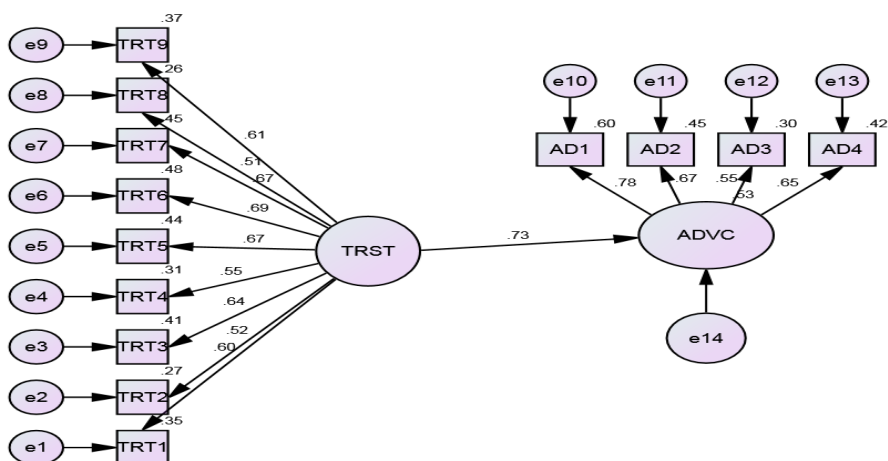 .37
e9 TRT9
.26
e8 TRT8
.45
e7 TRT7
.48
e6 TRT6
.44
e5 TRT5
.31
e4 TRT4
.41
e3 TRT3
.27
e2 TRT2
.35
e1 TRT1
.61
.51
.67
.69
.67
.55
.64
.52
.60
TRST
.73
e10 e11 e12 e13
.60 .45 .30 .42
AD1 AD2 AD3 AD4
.78 .67 .55 .65
.53
ADVC
e14